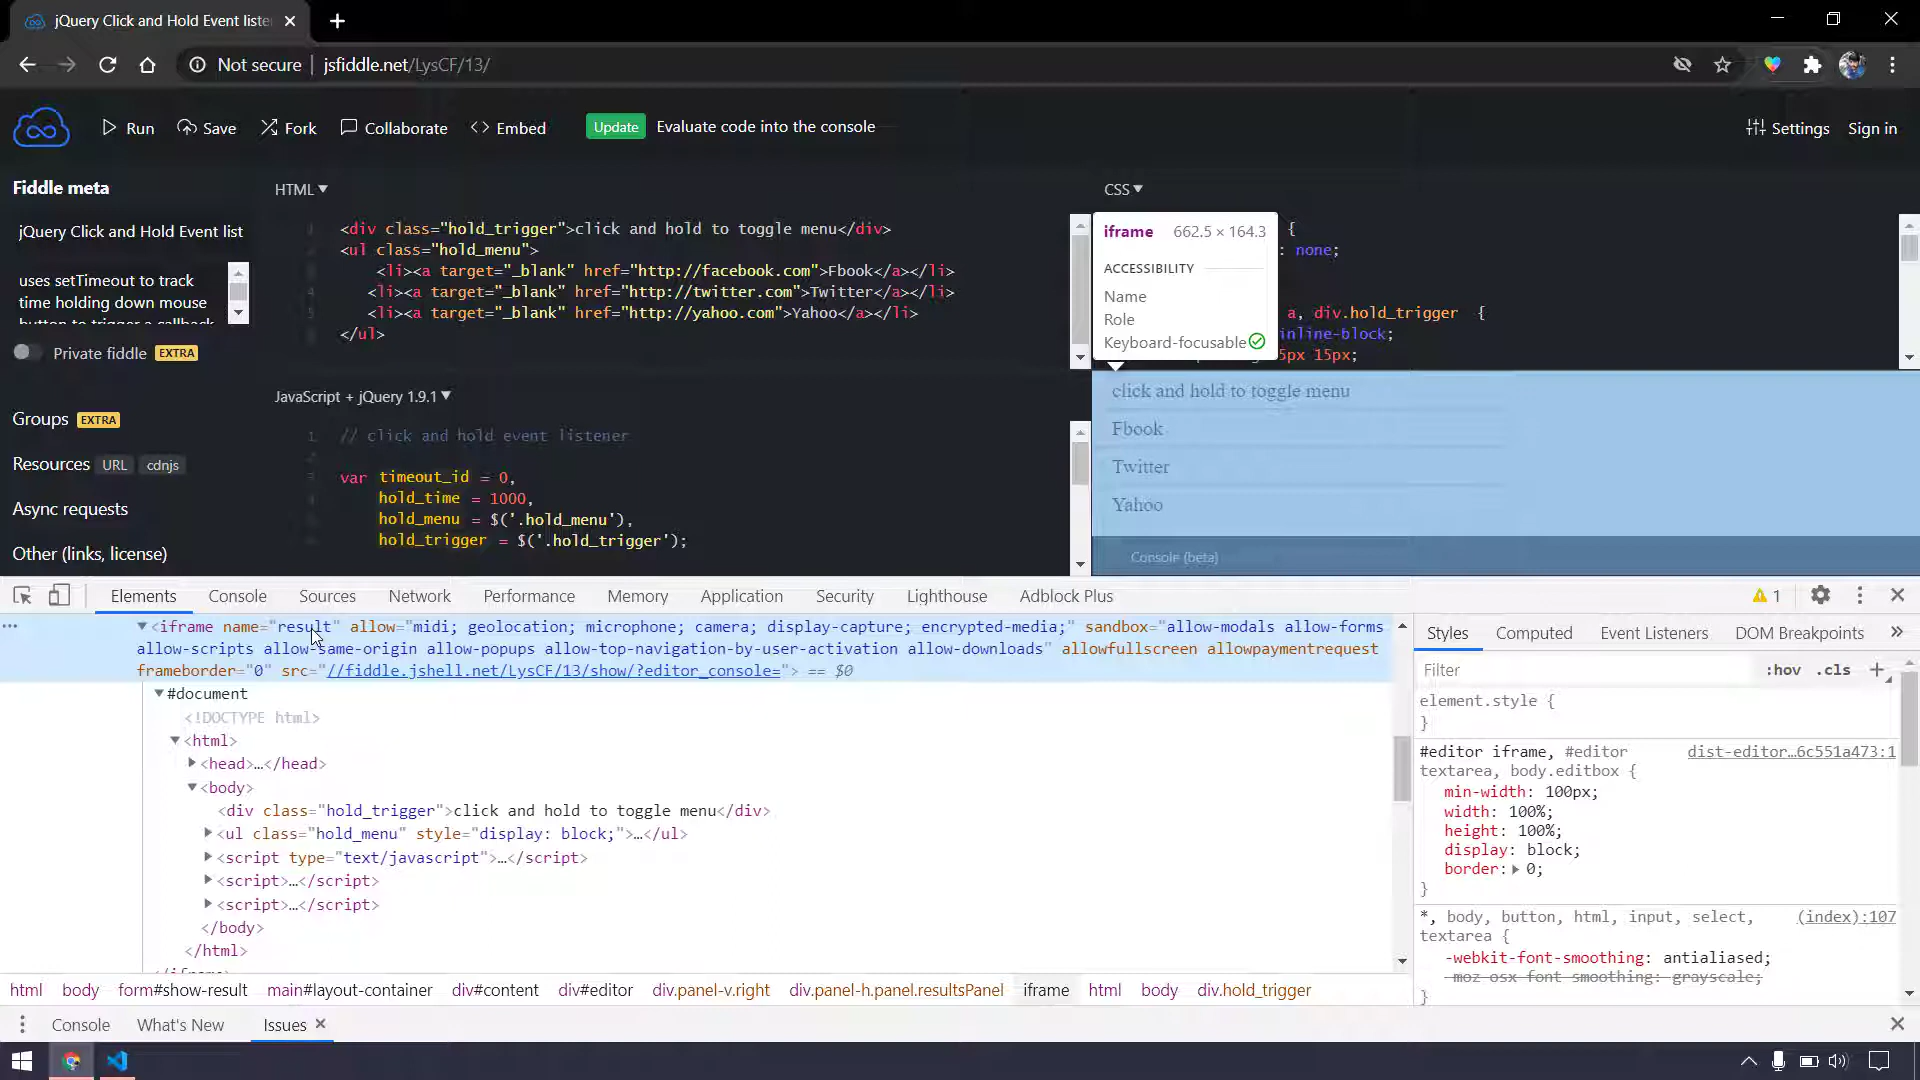 jQuery Click and Hold Event liste
Not secure
jsfiddle.net/LysCF/13/
Run
Save
Fork
Collaborate
Embed
Update
Evaluate code into the console
Settings
Sign in
Fiddle meta
jQuery Click and Hold Event list
uses setTimeout to track
time holding down mouse
button to trigger a callback
Private fiddle EXTRA
Groups EXTRA
Resources URL cdnjs
Async requests
Other (links, license)
HTML
1 <div class="hold_trigger">click and hold to toggle menu</div>
<ul class="hold_menu">
<li><a target="_blank" href="http://facebook.com">Fbook</a></li>
<li><a target="_blank" href="http://twitter.com">Twitter</a></li>
<li><a target="_blank" href="http://yahoo.com">Yahoo</a></li>
</ul>
CSS
{
: none;
a, div.hold_trigger {
inline-block;
5px 15px;
iframe 662.5 × 164.3
ACCESSIBILITY
Name
Role
Keyboard-focusable
JavaScript + jQuery 1.9.1
1 // click and hold event listener
var timeout_id = 0,
hold_time = 1000,
hold_menu = $('.hold_menu'),
hold_trigger = $('.hold_trigger');
click and hold to toggle menu
Fbook
Twitter
Yahoo
Console (beta)
Elements
Console
Sources
Network
Performance
Memory
Application
Security
Lighthouse
Adblock Plus
1
<iframe name="result" allow="midi; geolocation; microphone; camera; display-capture; encrypted-media;" sandbox="allow-modals allow-forms
allow-scripts allow-same-origin allow-popups allow-top-navigation-by-user-activation allow-downloads" allowfullscreen allowpaymentrequest
frameborder="0" src="//fiddle.jshell.net/LysCF/13/show/?editor_console="> == $0
#document
<!DOCTYPE html>
<html>
<head>…</head>
<body>
<div class="hold_trigger">click and hold to toggle menu</div>
<ul class="hold_menu" style="display: block;">…</ul>
<script type="text/javascript">…</script>
<script>…</script>
<script>…</script>
</body>
</html>
</iframe>
Styles
Computed
Event Listeners
DOM Breakpoints
»
Filter
:hov .cls +
element.style {
}
#editor iframe, #editor dist-editor…6c551a473:1
textarea, body.editbox {
min-width: 100px;
width: 100%;
height: 100%;
display: block;
border: 0;
}
*, body, button, html, input, select, (index):107
textarea {
-webkit-font-smoothing: antialiased;
-moz-osx-font-smoothing: grayscale;
}
html body form#show-result main#layout-container div#content div#editor div.panel-v.right div.panel-h.panel.resultsPanel iframe html body div.hold_trigger
Console
What's New
Issues